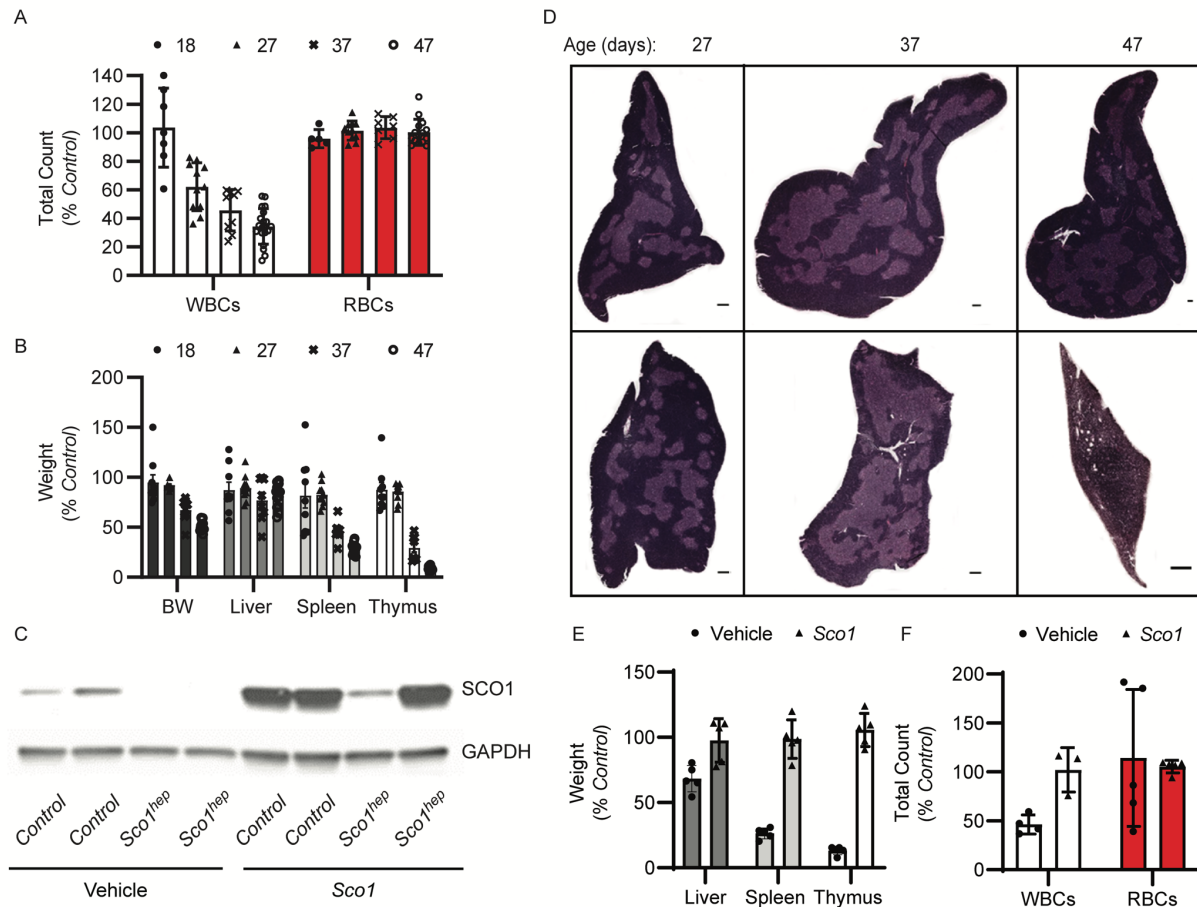 A
18 27 37 47
Total Count
(% Control)
140
120
100
80
60
40
20
0
WBCs RBCs
B
18 27 37 47
Weight
(% Control)
200
150
100
50
0
BW Liver Spleen Thymus
C
SCO1
GAPDH
Control Control Sco1hep Sco1hep Control Control Sco1hep Sco1hep
Vehicle Sco1
D
Age (days): 27 37 47
E
Vehicle Sco1
Weight
(% Control)
150
100
50
0
Liver Spleen Thymus
F
Vehicle Sco1
Total Count
(% Control)
200
150
100
50
0
WBCs RBCs